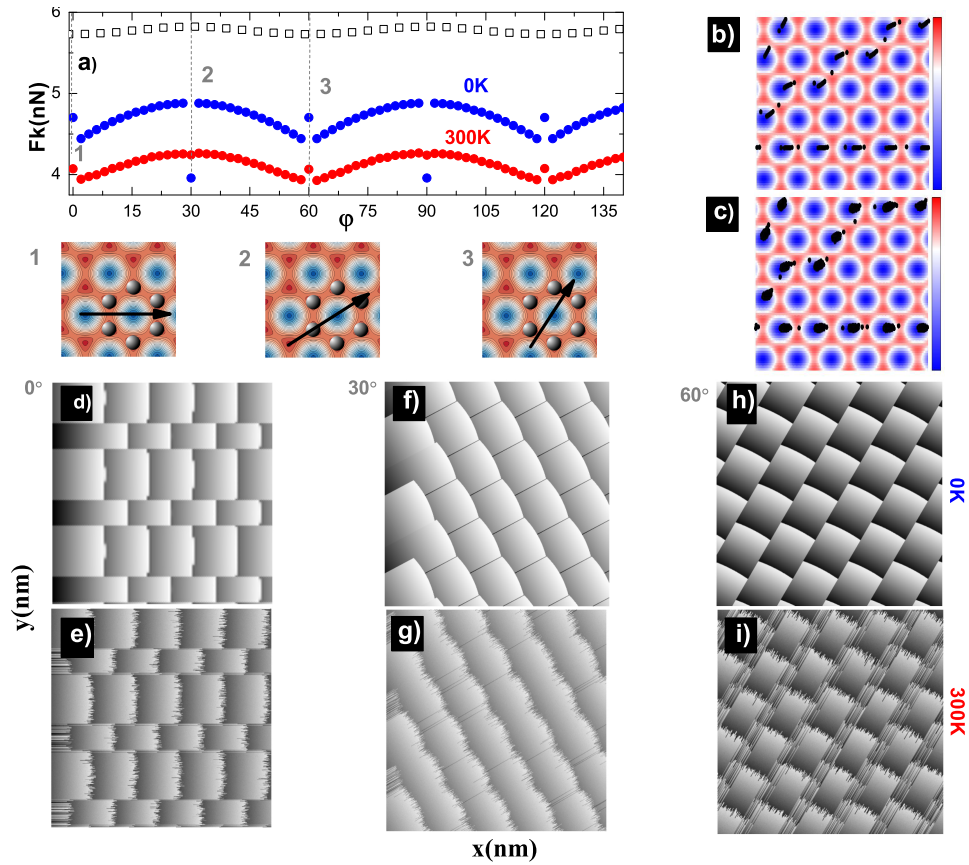 6
5
4
Fk(nN)
a)
1
2
3
0K
300K
0 15 30 45 60 75 90 105 120 135
φ
b)
c)
1
2
3
0°
30°
60°
d)
f)
h)
0K
e)
g)
i)
300K
y(nm)
x(nm)